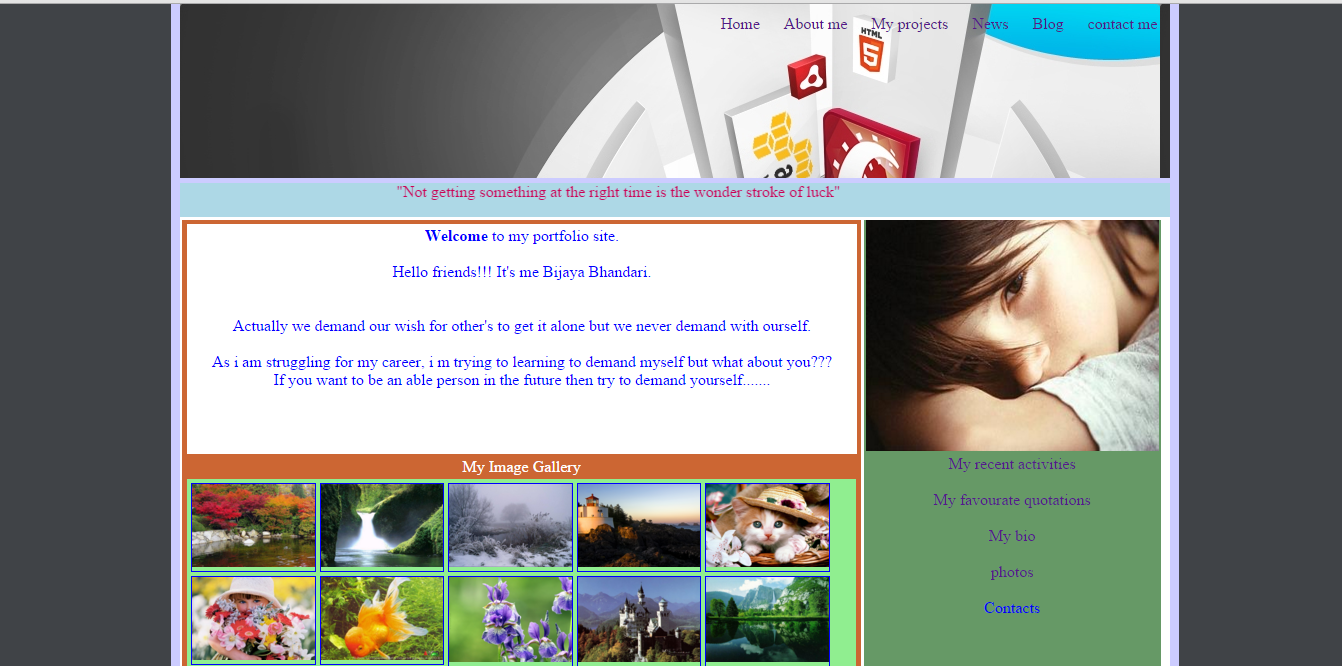 Home About me My projects News Blog contact me
HTML
5
"Not getting something at the right time is the wonder stroke of luck"
Welcome to my portfolio site.
Hello friends!!! It's me Bijaya Bhandari.
Actually we demand our wish for other's to get it alone but we never demand with ourself.
As i am struggling for my career, i m trying to learning to demand myself but what about you???
If you want to be an able person in the future then try to demand yourself.......
My Image Gallery
My recent activities
My favourate quotations
My bio
photos
Contacts